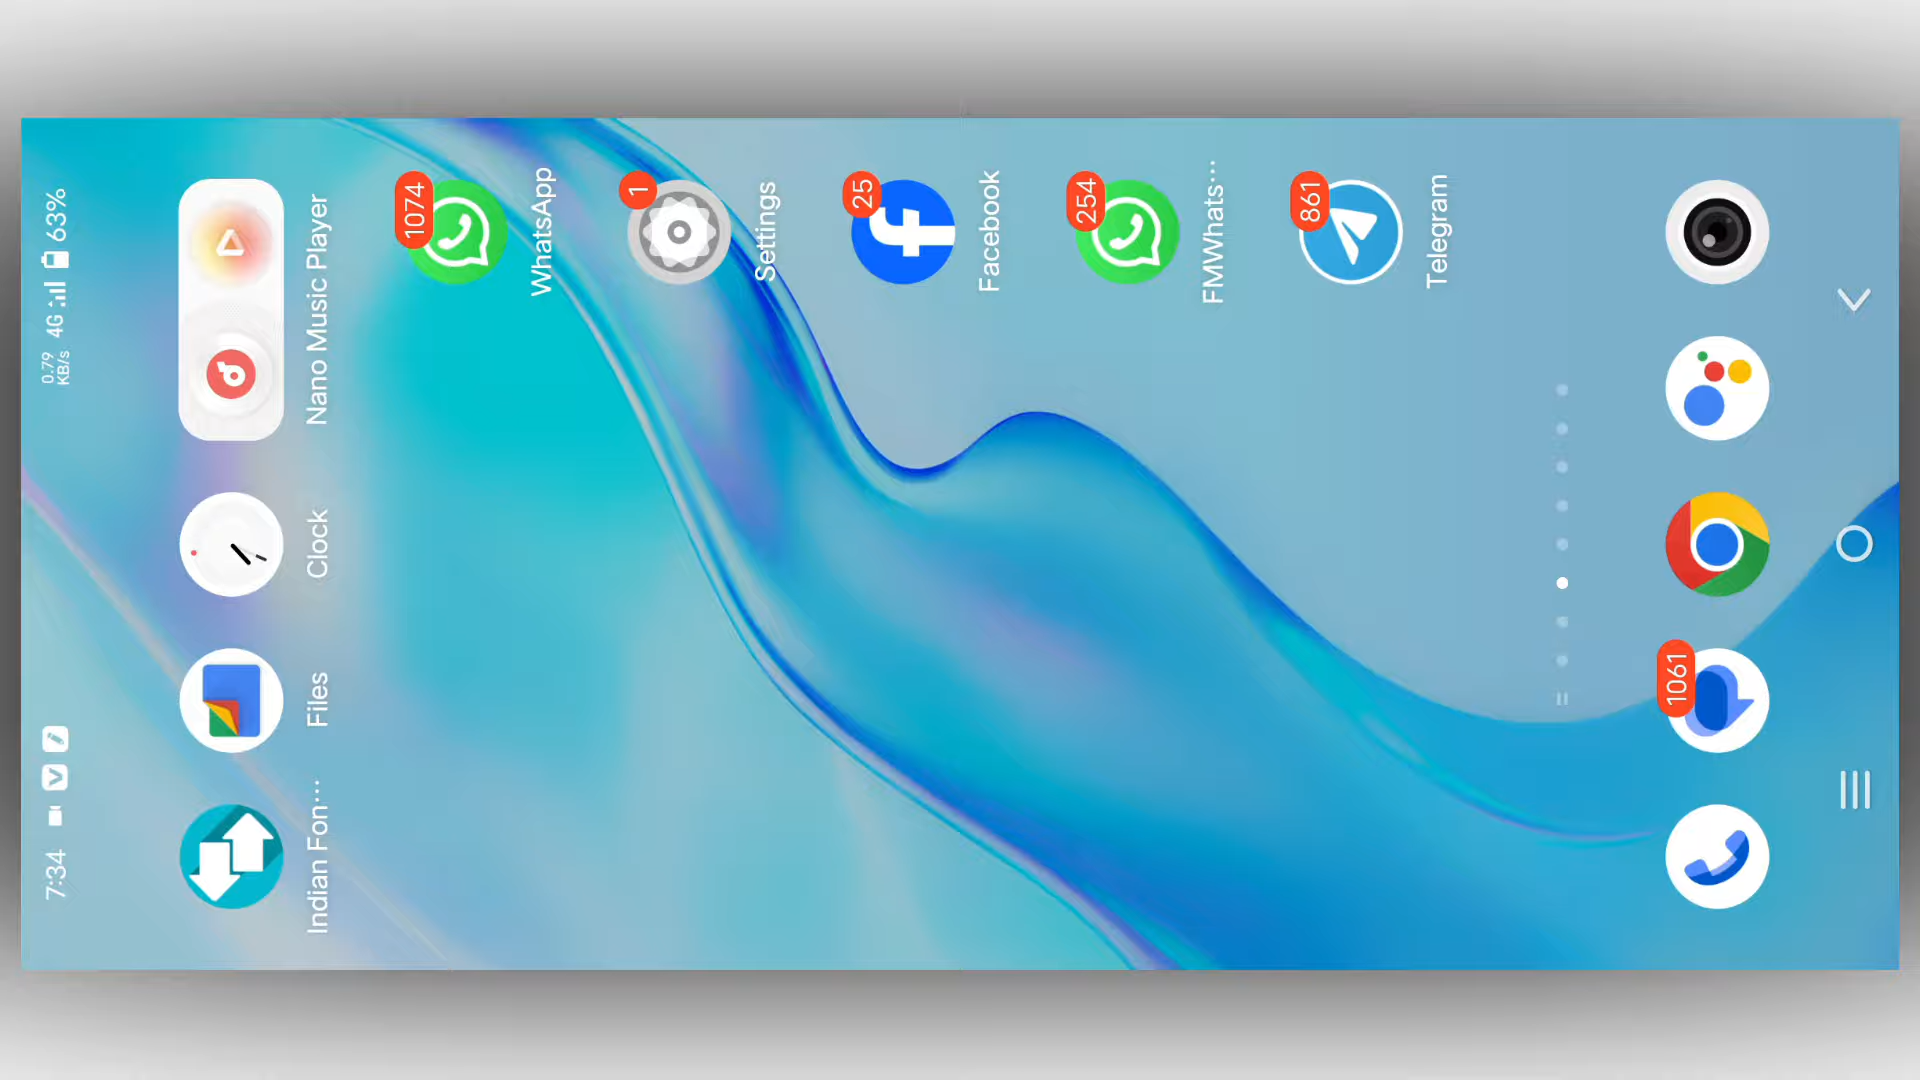 7:34
0.79
KB/s
4G
63%
Indian Fon...
Files
Clock
Nano Music Player
1074
WhatsApp
1
Settings
25
Facebook
254
FMWhats...
861
Telegram
1061